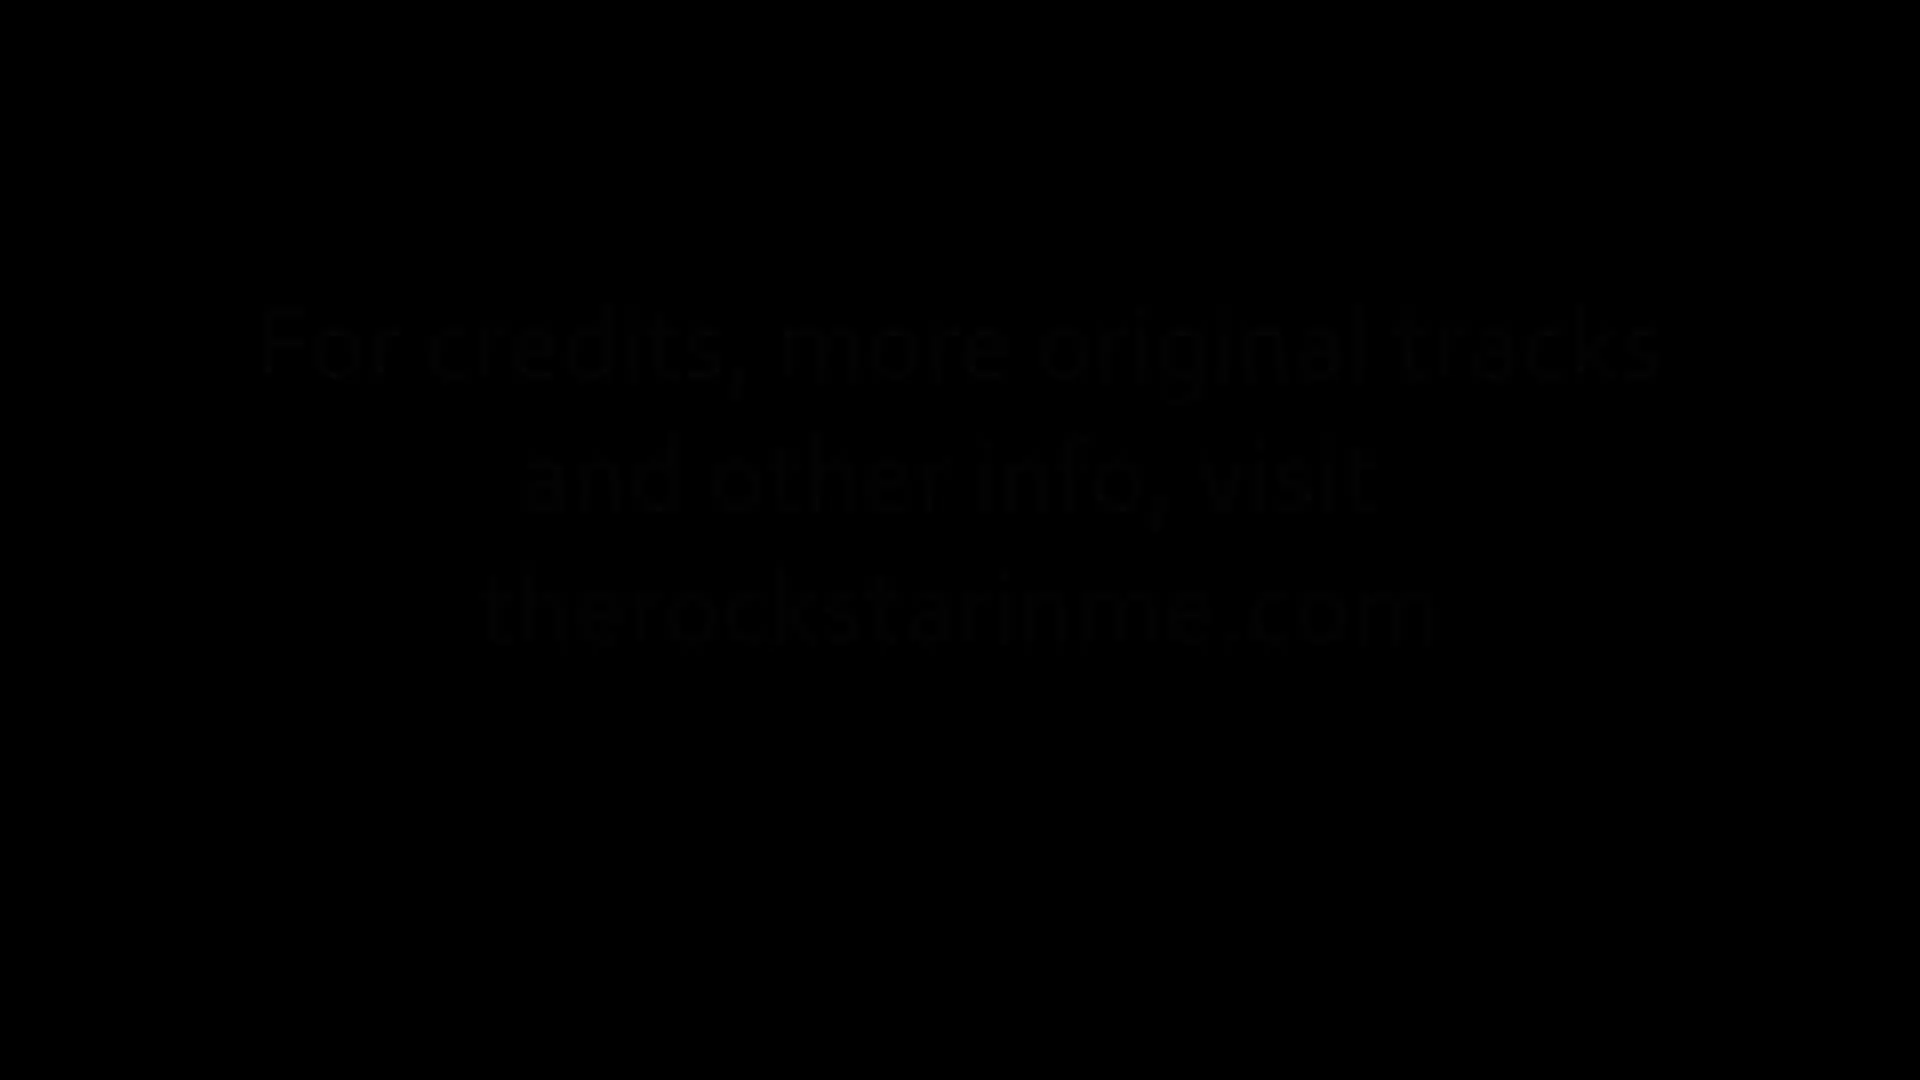 For credits, more original tracks
and other info, visit
therockstarinme.com